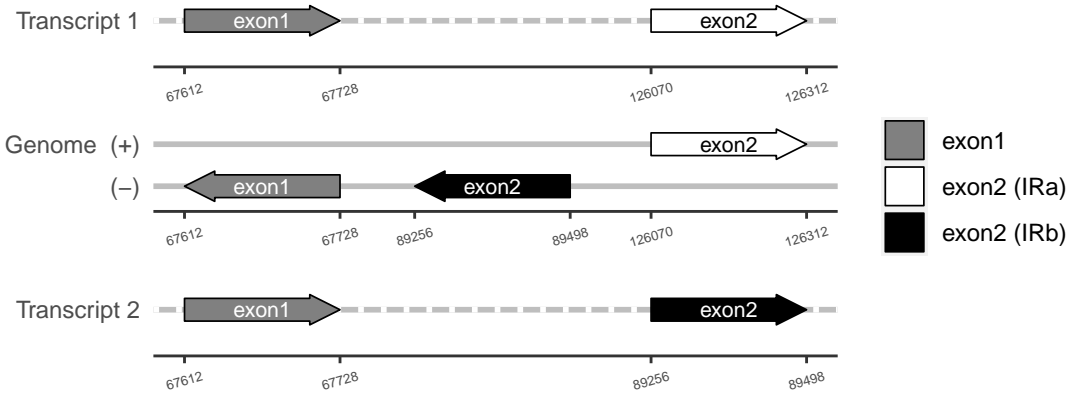 Transcript 1 exon1 exon2
67612 67728 126070 126312
Genome (+) exon2
(−) exon1 exon2
67612 67728 89256 89498 126070 126312
exon1
exon2 (IRa)
exon2 (IRb)
Transcript 2 exon1 exon2
67612 67728 89256 89498